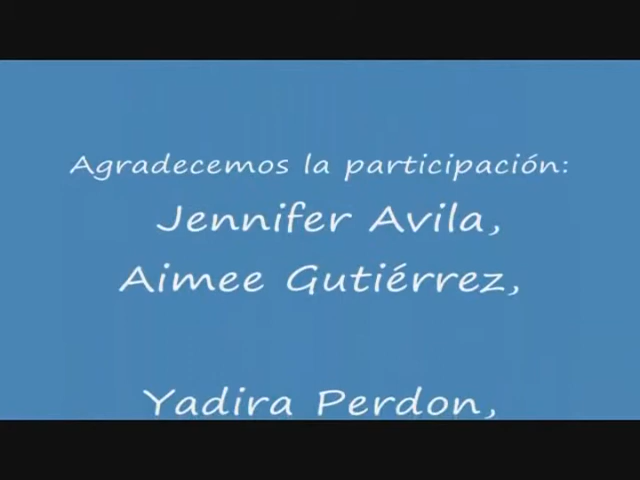 Agradecemos la participación:
Jennifer Avila,
Aimee Gutiérrez,
Yadira Perdon,